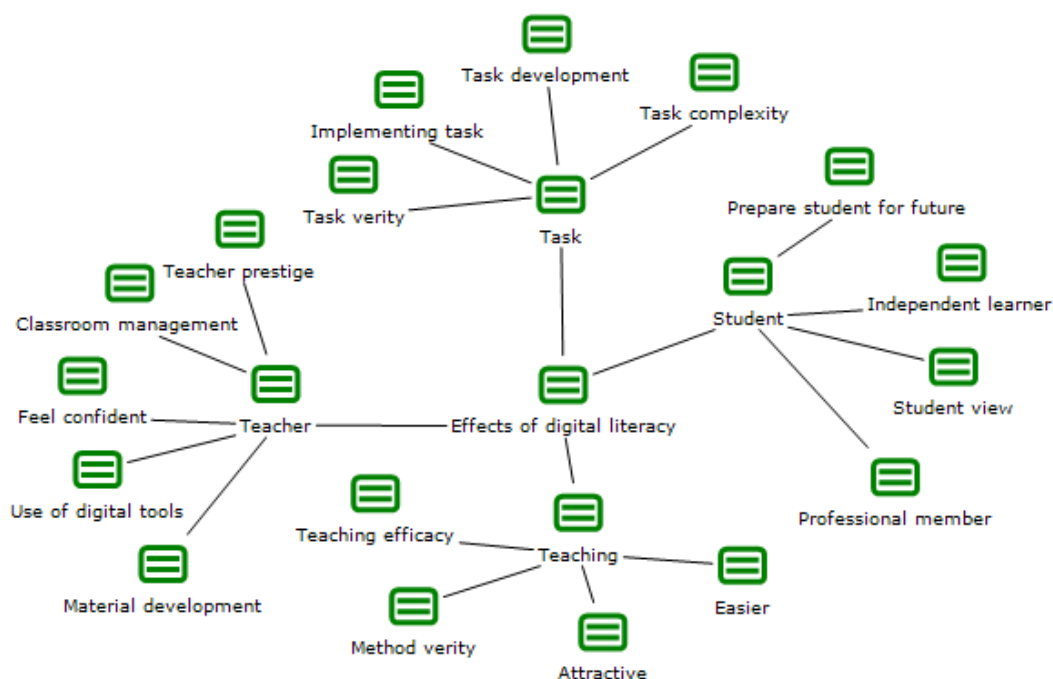 Task development
Task complexity
Implementing task
Task verity
Task
Prepare student for future
Teacher prestige
Independent learner
Classroom management
Student
Student view
Feel confident
Teacher
Effects of digital literacy
Use of digital tools
Professional member
Teaching efficacy
Teaching
Material development
Easier
Method verity
Attractive